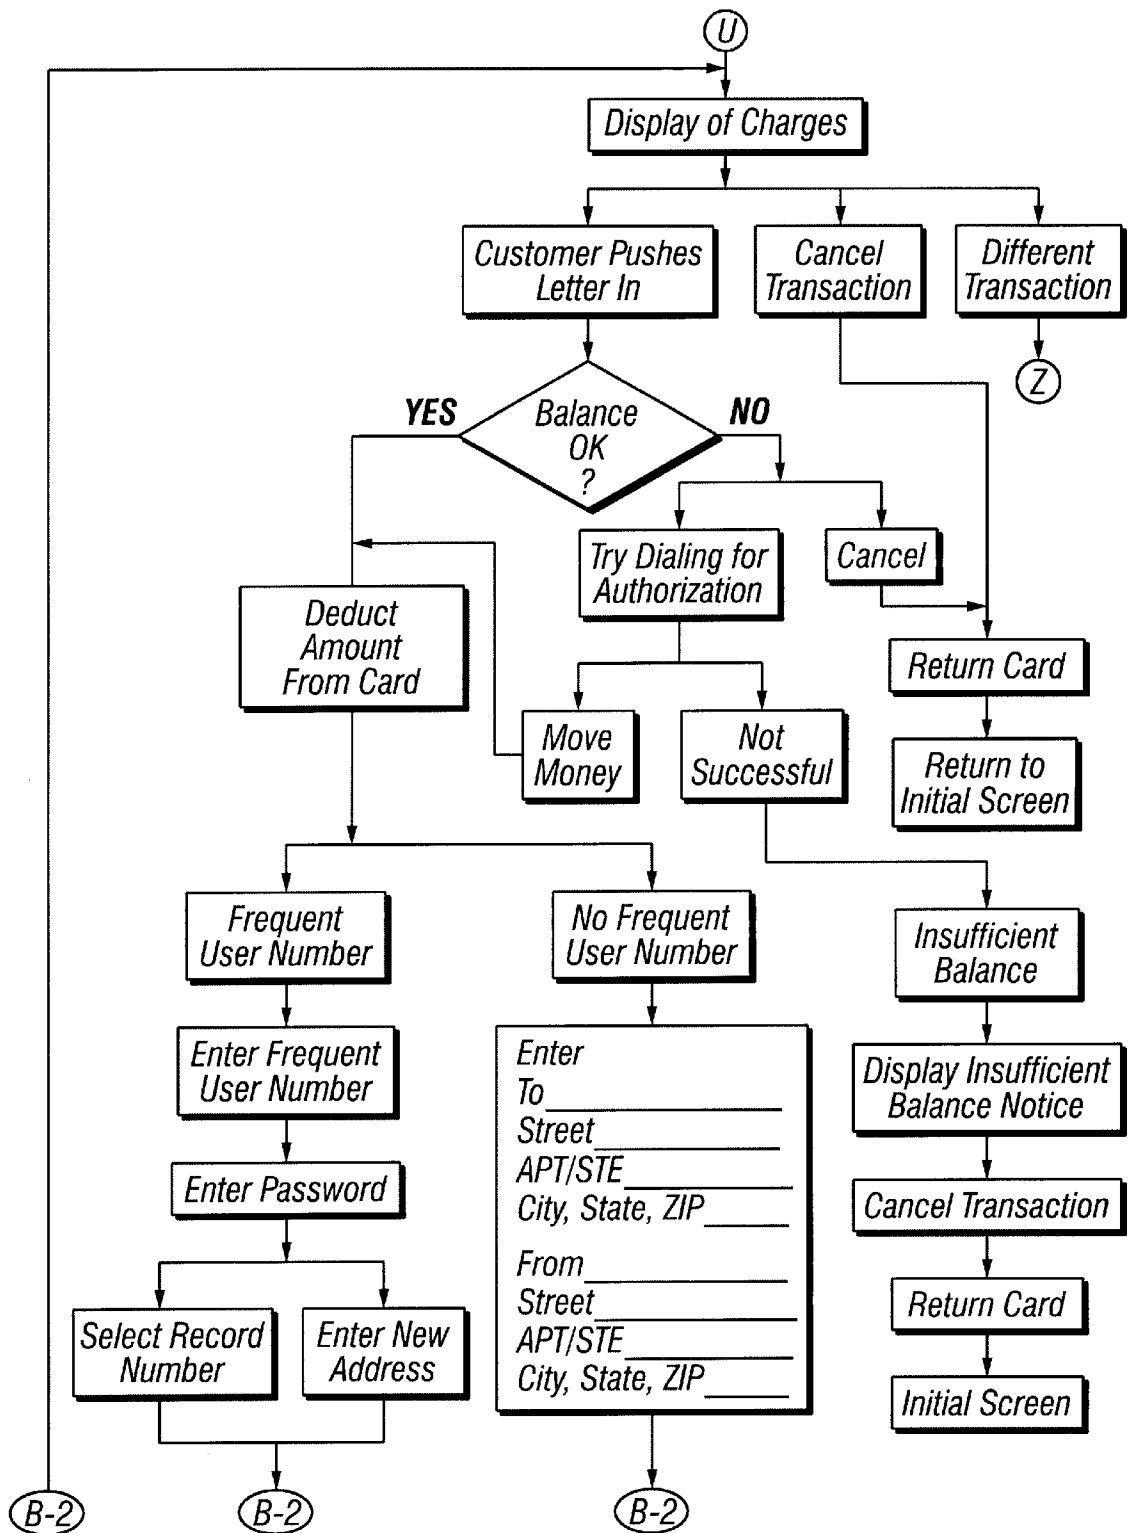 U
Display of Charges
Customer Pushes
Letter In
Cancel
Transaction
Different
Transaction
Z
YES
Balance
OK
?
NO
Try Dialing for
Authorization
Cancel
Deduct
Amount
From Card
Return Card
Move
Money
Not
Successful
Return to
Initial Screen
Frequent
User Number
No Frequent
User Number
Insufficient
Balance
Enter Frequent
User Number
Enter
To
Street
APT/STE
City, State, ZIP
From
Street
APT/STE
City, State, ZIP
Display Insufficient
Balance Notice
Enter Password
Cancel Transaction
Return Card
Select Record
Number
Enter New
Address
Initial Screen
B-2
B-2
B-2